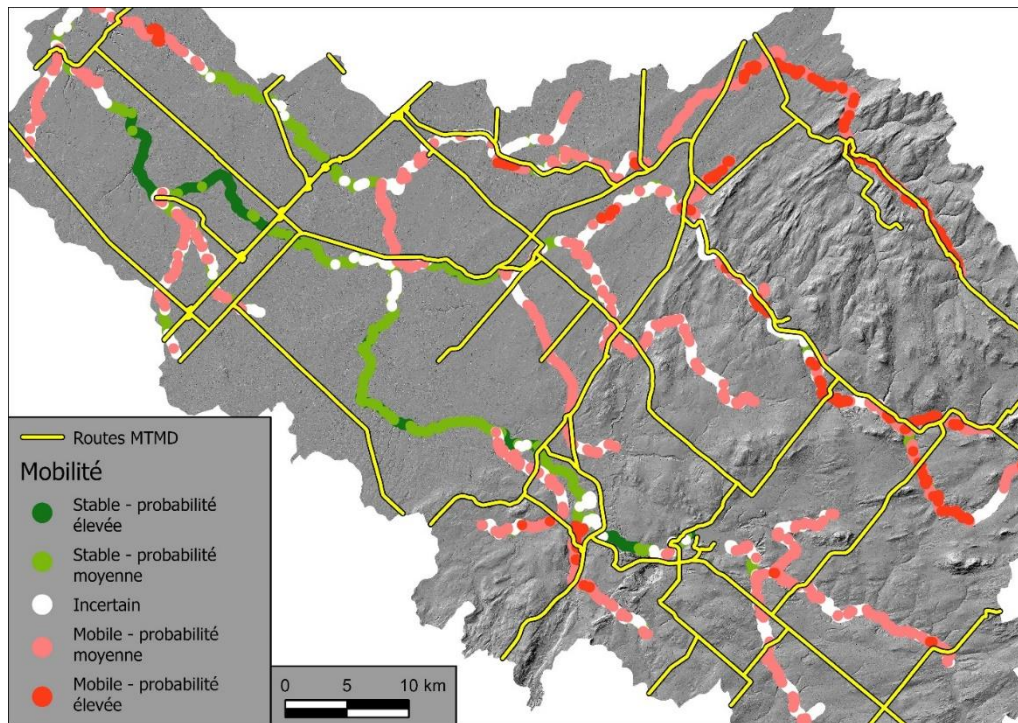 Routes MTMD
Mobilité
Stable - probabilité
élevée
Stable - probabilité
moyenne
Incertain
Mobile - probabilité
moyenne
Mobile - probabilité
élevée
0 5 10 km